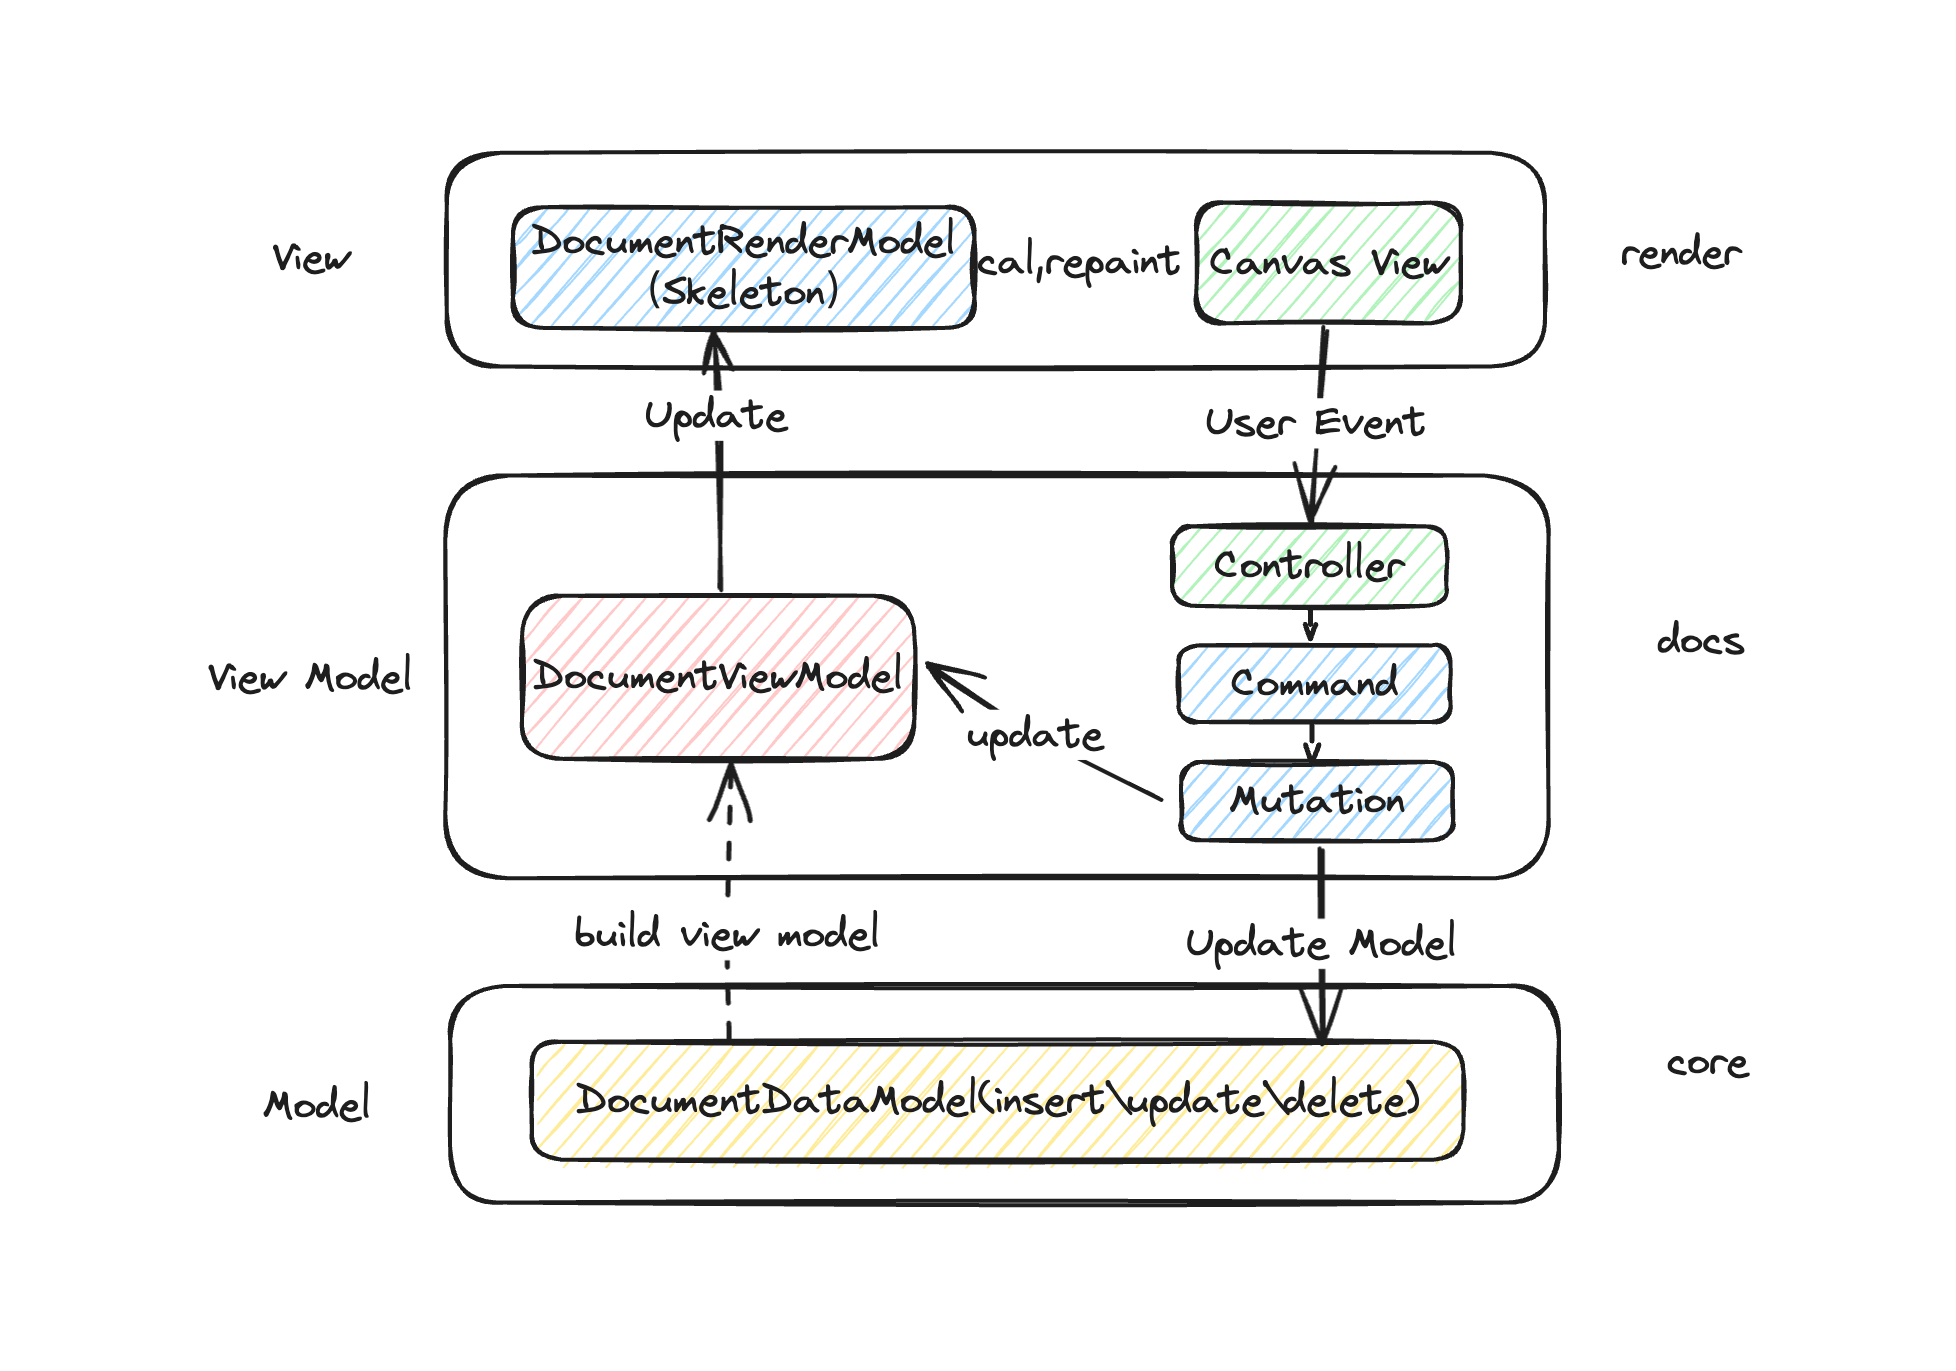 View
DocumentRenderModel
(Skeleton)
cal,repaint
Canvas View
render
Update
User Event
Controller
docs
View Model
DocumentViewModel
Command
update
Mutation
build view model
Update Model
core
Model
DocumentDataModel(insert\update\delete)